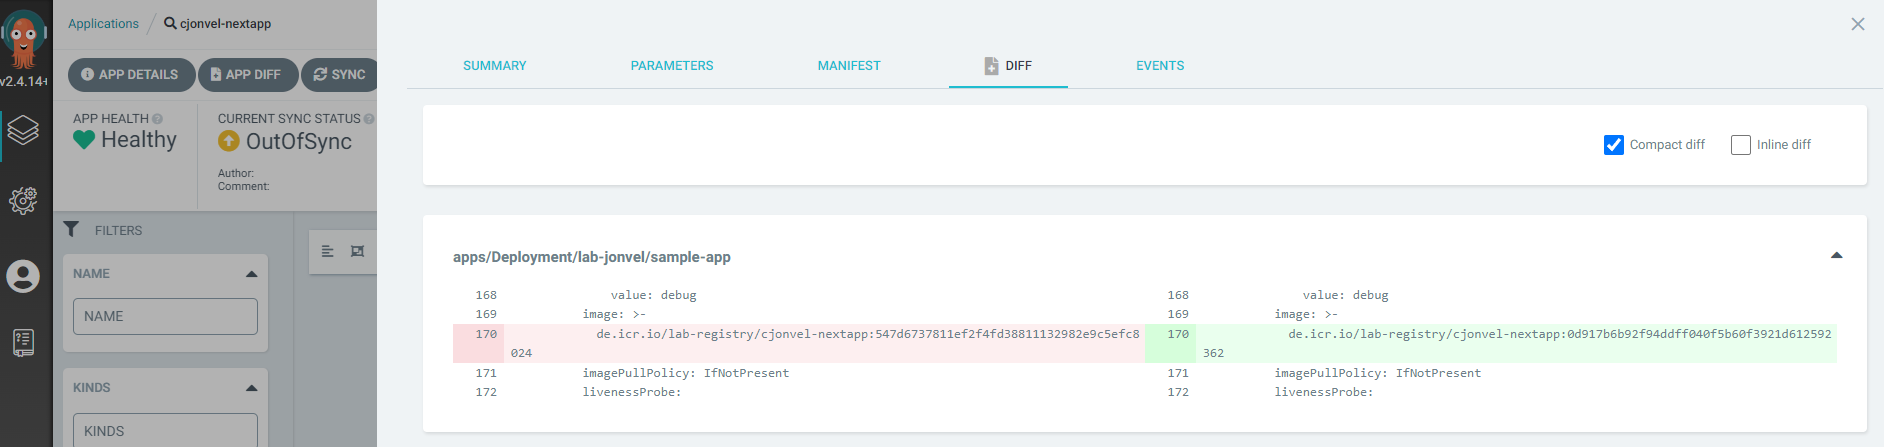 v2.4.14+
Applications / cjonvel-nextapp
APP DETAILS
APP DIFF
SYNC
APP HEALTH
Healthy
CURRENT SYNC STATUS
OutOfSync
Author:
Comment:
FILTERS
NAME
NAME
KINDS
KINDS
SUMMARY
PARAMETERS
MANIFEST
DIFF
EVENTS
Compact diff
Inline diff
apps/Deployment/lab-jonvel/sample-app
168 value: debug
169 image: >-
170 de.icr.io/lab-registry/cjonvel-nextapp:547d6737811ef2f4fd38811132982e9c5efc8
024
171 imagePullPolicy: IfNotPresent
172 livenessProbe:
168 value: debug
169 image: >-
170 de.icr.io/lab-registry/cjonvel-nextapp:0d917b6b92f94ddff040f5b60f3921d612592
362
171 imagePullPolicy: IfNotPresent
172 livenessProbe: